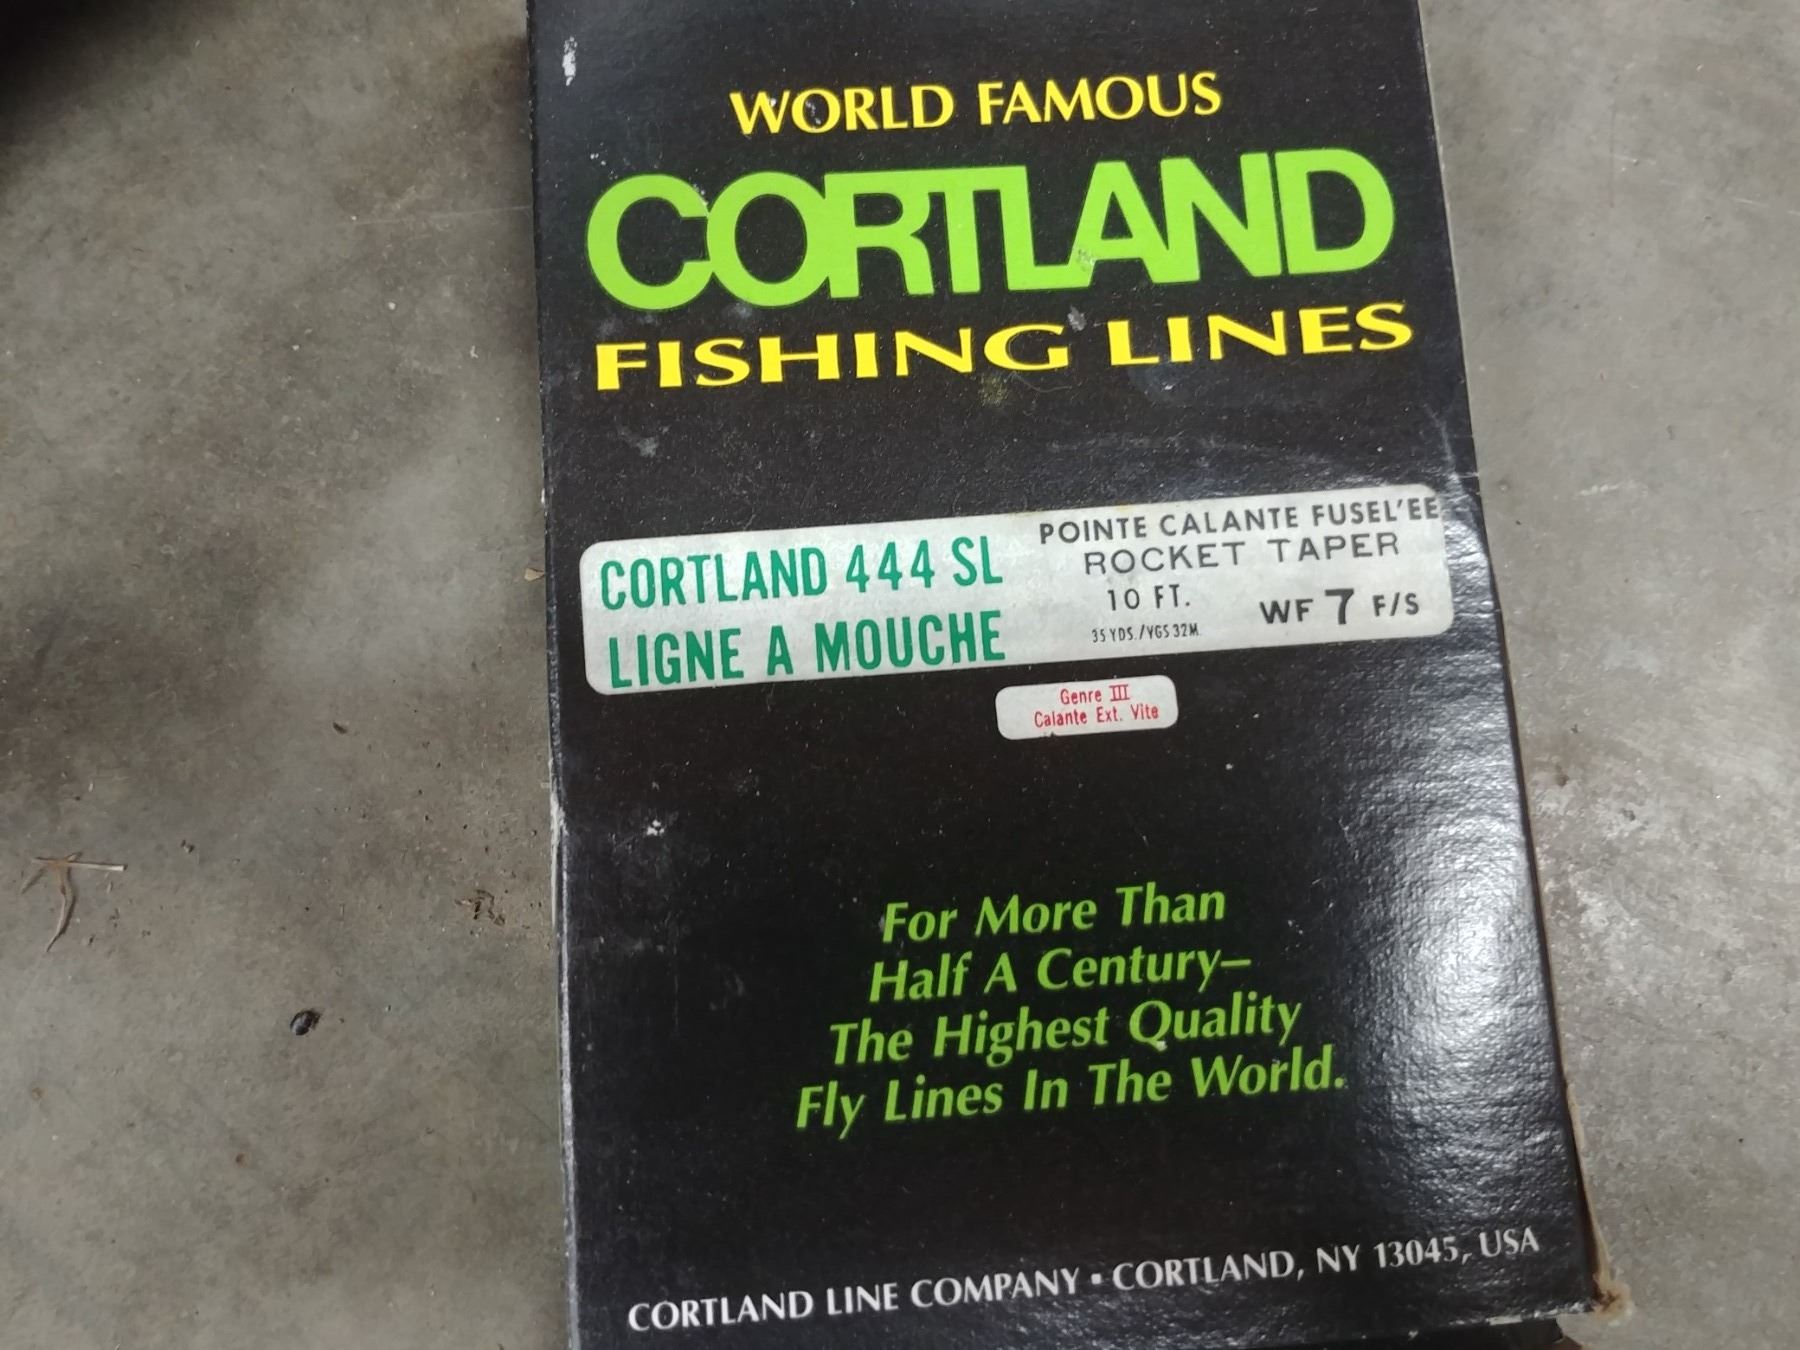 WORLD FAMOUS
CORTLAND
FISHING LINES
CORTLAND 444 SL
LIGNE A MOUCHE
POINTE CALANTE FUSEL'EE
ROCKET TAPER
10 FT.
WF 7 F/S
35 YDS./VGS 32M.
Genre III
Calante Ext. Vite
For More Than
Half A Century–
The Highest Quality
Fly Lines In The World.
CORTLAND LINE COMPANY ▪ CORTLAND, NY 13045, USA